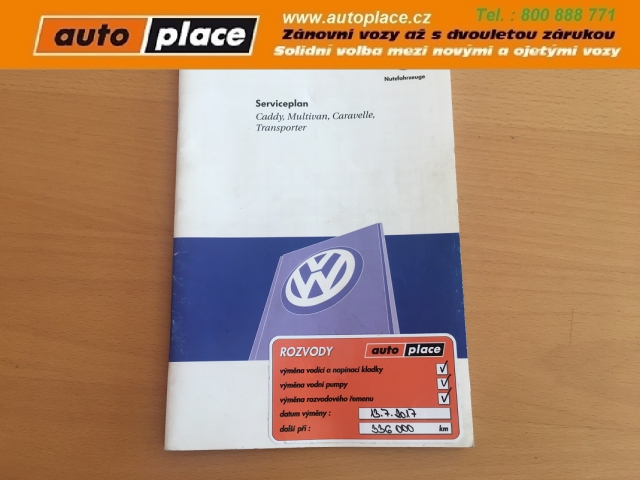 auto place
www.autoplace.cz
Tel. : 800 888 771
Zánovní vozy až s dvouletou zárukou
Solidní volba mezi novými a ojetými vozy
Nutzfahrzeuge
Serviceplan
Caddy, Multivan, Caravelle,
Transporter
ROZVODY
auto place
výměna vodící a napínací kladky
výměna vodní pumpy
výměna rozvodového řemenu
datum výměny : 13.7.2017
další při : 336 000 km